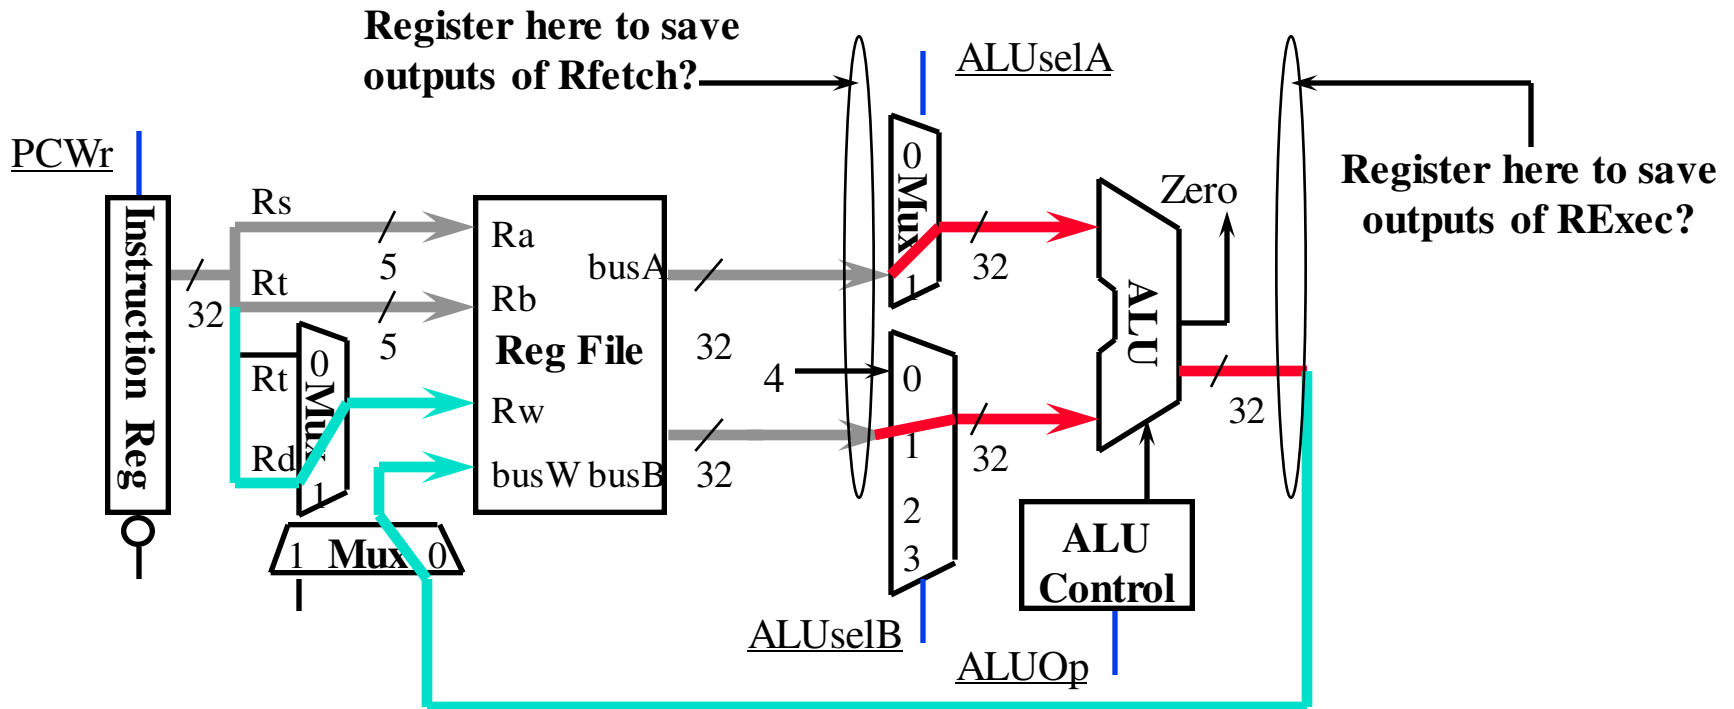 Register here to save
outputs of Rfetch?
ALUselA
PCWr
Register here to save
outputs of RExec?
0
Mux
1
Zero
Rs
Ra
5
32
busA
Rt
Rb
32
5
32
Reg File
ALU
Instruction Reg
0
Mux
1
Rt
4
0
Rw
32
1
32
Rd
busW busB
32
2
3
1 Mux 0
ALU
Control
ALUselB
ALUOp